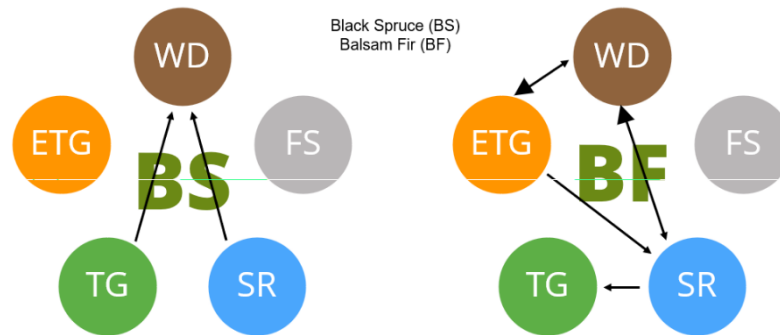 Black Spruce (BS)
Balsam Fir (BF)
WD
ETG
FS
BS
TG
SR
WD
ETG
FS
BF
TG
SR